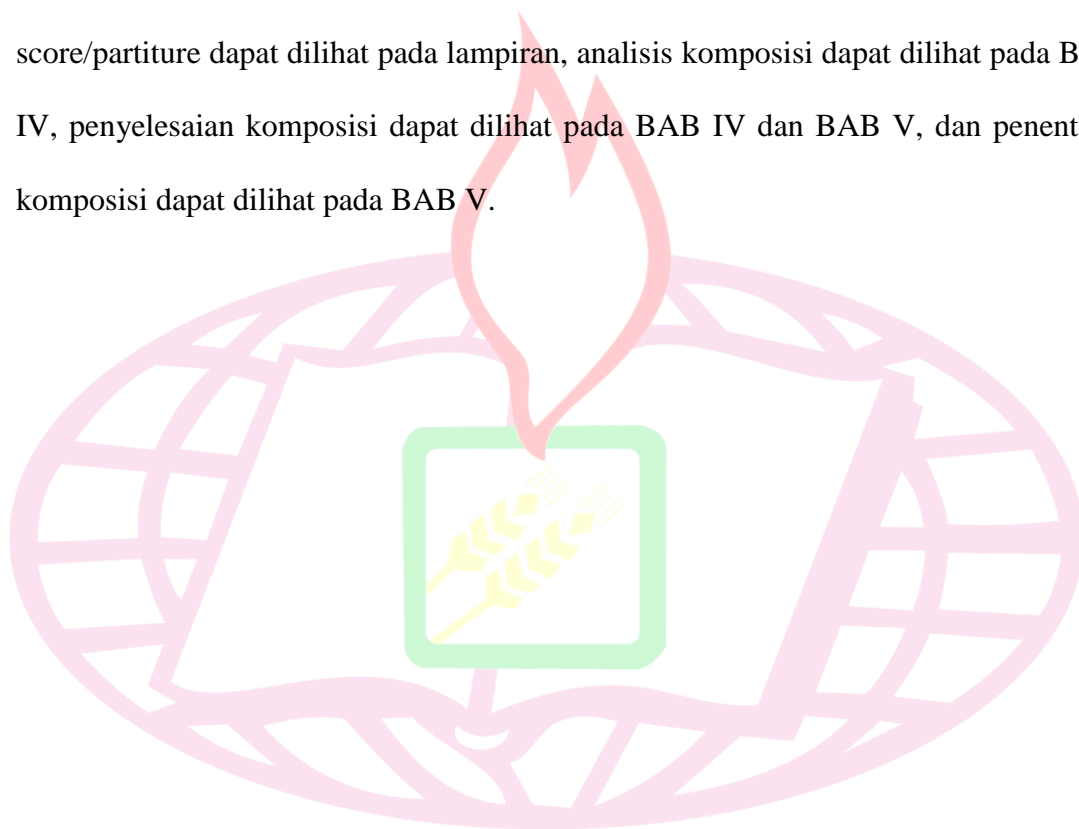 score/partiture dapat dilihat pada lampiran, analisis komposisi dapat dilihat pada B
IV, penyelesaian komposisi dapat dilihat pada BAB IV dan BAB V, dan penent
komposisi dapat dilihat pada BAB V.